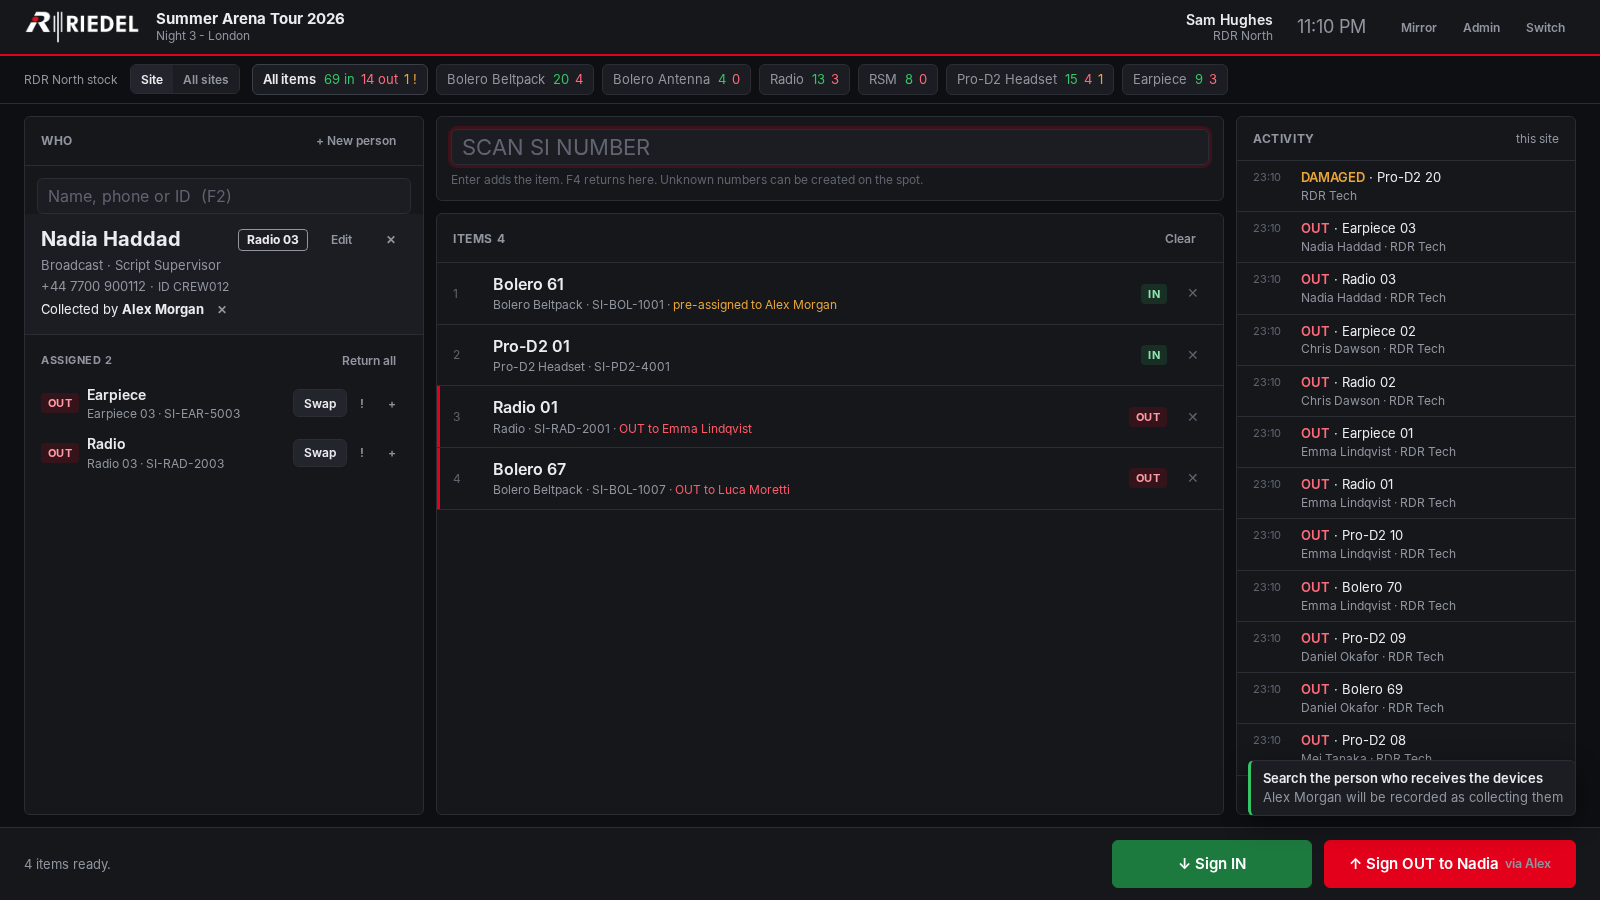 RIEDEL
Summer Arena Tour 2026
Night 3 - London
Sam Hughes
RDR North
11:10 PM
Mirror
Admin
Switch
RDR North stock
Site
All sites
All items 69 in 14 out 1 !
Bolero Beltpack 20 4
Bolero Antenna 4 0
Radio 13 3
RSM 8 0
Pro-D2 Headset 15 4 1
Earpiece 9 3
WHO
+ New person
Name, phone or ID (F2)
Nadia Haddad
Radio 03
Edit
×
Broadcast · Script Supervisor
+44 7700 900112 · ID CREW012
Collected by Alex Morgan ×
ASSIGNED 2
Return all
OUT
Earpiece
Earpiece 03 · SI-EAR-5003
Swap
!
+
OUT
Radio
Radio 03 · SI-RAD-2003
Swap
!
+
SCAN SI NUMBER
Enter adds the item. F4 returns here. Unknown numbers can be created on the spot.
ITEMS 4
Clear
1
Bolero 61
Bolero Beltpack · SI-BOL-1001 · pre-assigned to Alex Morgan
IN
×
2
Pro-D2 01
Pro-D2 Headset · SI-PD2-4001
IN
×
3
Radio 01
Radio · SI-RAD-2001 · OUT to Emma Lindqvist
OUT
×
4
Bolero 67
Bolero Beltpack · SI-BOL-1007 · OUT to Luca Moretti
OUT
×
ACTIVITY
this site
23:10
DAMAGED · Pro-D2 20
RDR Tech
23:10
OUT · Earpiece 03
Nadia Haddad · RDR Tech
23:10
OUT · Radio 03
Nadia Haddad · RDR Tech
23:10
OUT · Earpiece 02
Chris Dawson · RDR Tech
23:10
OUT · Radio 02
Chris Dawson · RDR Tech
23:10
OUT · Earpiece 01
Emma Lindqvist · RDR Tech
23:10
OUT · Radio 01
Emma Lindqvist · RDR Tech
23:10
OUT · Pro-D2 10
Emma Lindqvist · RDR Tech
23:10
OUT · Bolero 70
Emma Lindqvist · RDR Tech
23:10
OUT · Pro-D2 09
Daniel Okafor · RDR Tech
23:10
OUT · Bolero 69
Daniel Okafor · RDR Tech
23:10
OUT · Pro-D2 08
Mei Tanaka · RDR Tech
Search the person who receives the devices
Alex Morgan will be recorded as collecting them
4 items ready.
↓ Sign IN
↑ Sign OUT to Nadia via Alex